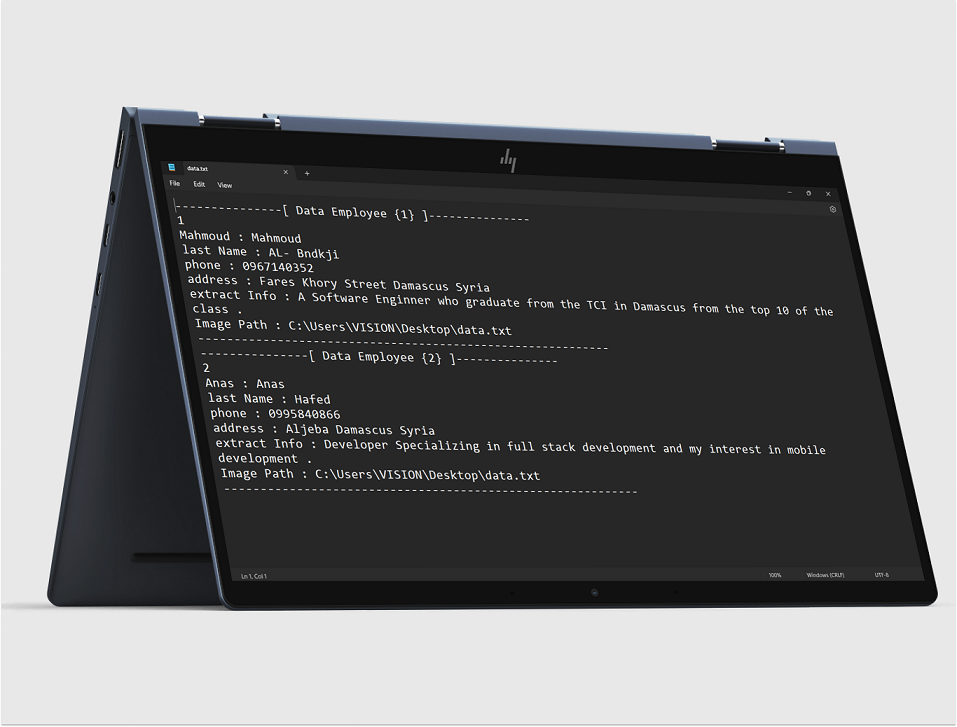 hp
data.txt
File Edit View
---------------[ Data Employee {1} ]--------------
1
Mahmoud : Mahmoud
last Name : AL- Bndkji
phone : 0967140352
address : Fares Khory Street Damascus Syria
extract Info : A Software Enginner who graduate from the TCI in Damascus from the top 10 of the
class .
Image Path : C:\Users\VISION\Desktop\data.txt
---------------------------------------------------------
---------------[ Data Employee {2} ]--------------
2
Anas : Anas
last Name : Hafed
phone : 0995840866
address : Aljeba Damascus Syria
extract Info : Developer Specializing in full stack development and my interest in mobile
development .
Image Path : C:\Users\VISION\Desktop\data.txt
---------------------------------------------------------
Ln 1, Col 1 100% Windows (CRLF) UTF-8